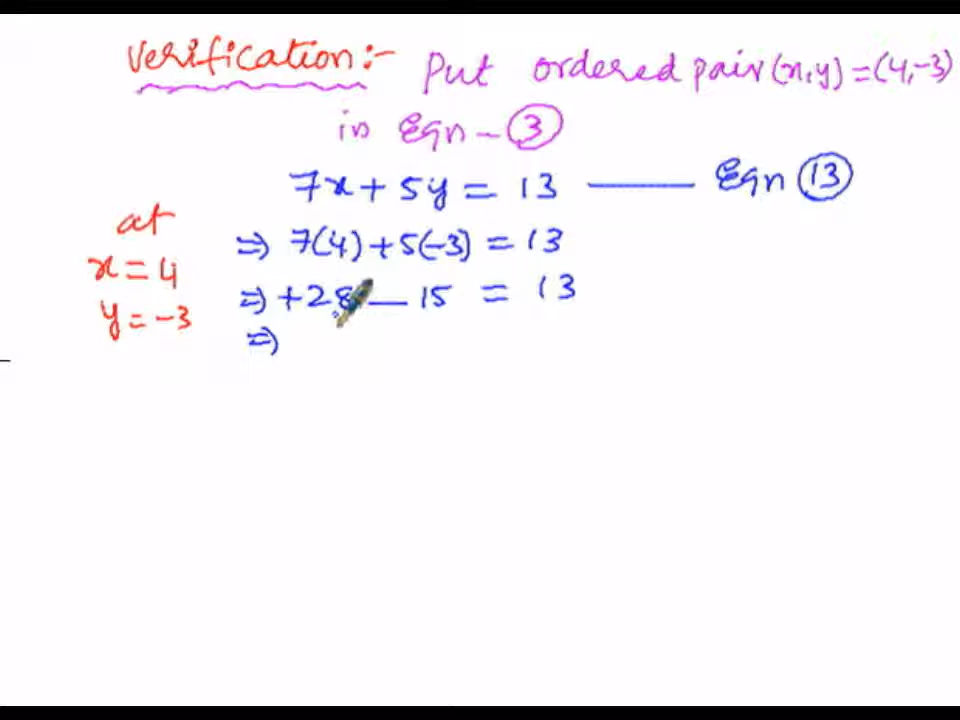 Verification:- Put ordered pair (x,y)=(4,-3)
in Eqn - 3
7x + 5y = 13 —— Eqn 13
at
x = 4
y = -3
=> 7(4) + 5(-3) = 13
=> +28 — 15 = 13
=>